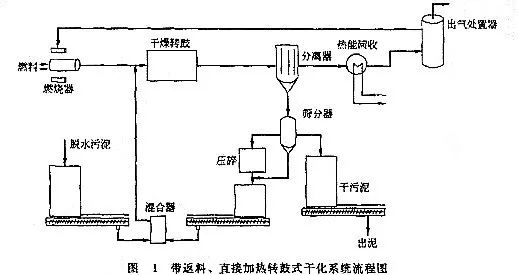 出气处置器
干燥转鼓
分离器
热能回收
燃料
燃烧器
筛分器
脱水污泥
压碎
混合器
干污泥
出泥
图 1 带返料、直接加热转鼓式干化系统流程图